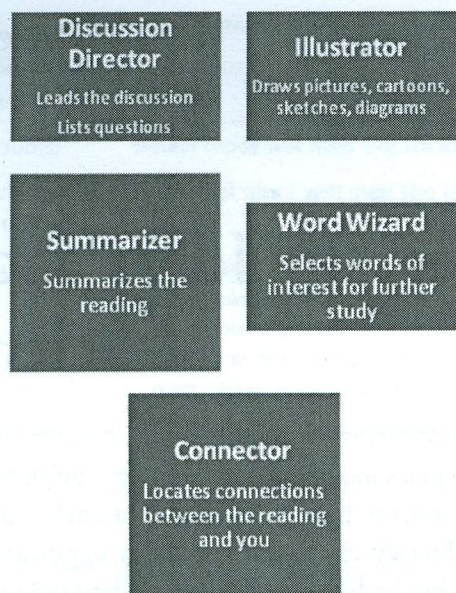 Discussion
Director
Leads the discussion
Lists questions
Illustrator
Draws pictures, cartoons,
sketches, diagrams
Summarizer
Summarizes the
reading
Word Wizard
Selects words of
interest for further
study
Connector
Locates connections
between the reading
and you